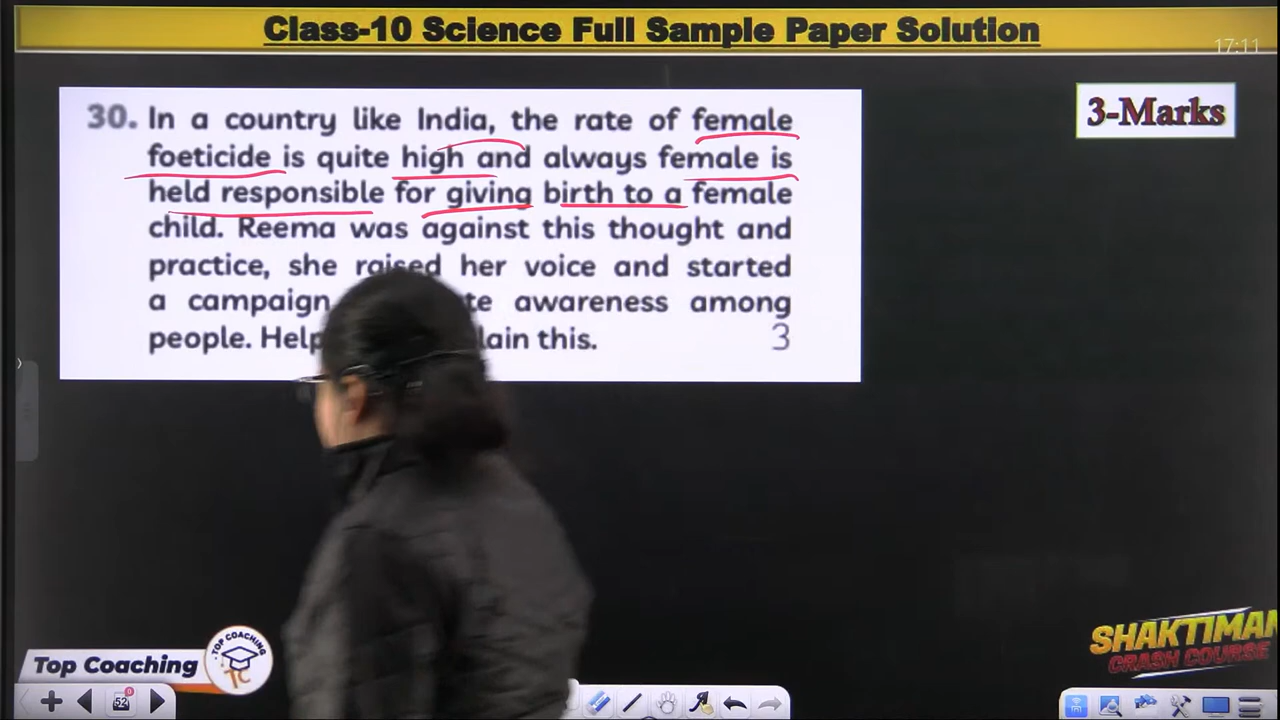 Class-10 Science Full Sample Paper Solution
17:11
3-Marks
30. In a country like India, the rate of female
foeticide is quite high and always female is
held responsible for giving birth to a female
child. Reema was against this thought and
practice, she raised her voice and started
a campaign awareness among
people. Help this.
3
Top Coaching
TOP COACHING
TC
SHAKTIMAN
CRASH COURSE
52
0